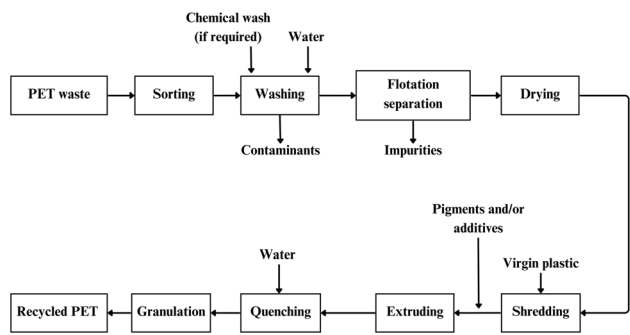 Chemical wash
(if required)
Water
PET waste
Sorting
Washing
Flotation
separation
Drying
Contaminants
Impurities
Pigments and/or
additives
Water
Virgin plastic
Recycled PET
Granulation
Quenching
Extruding
Shredding